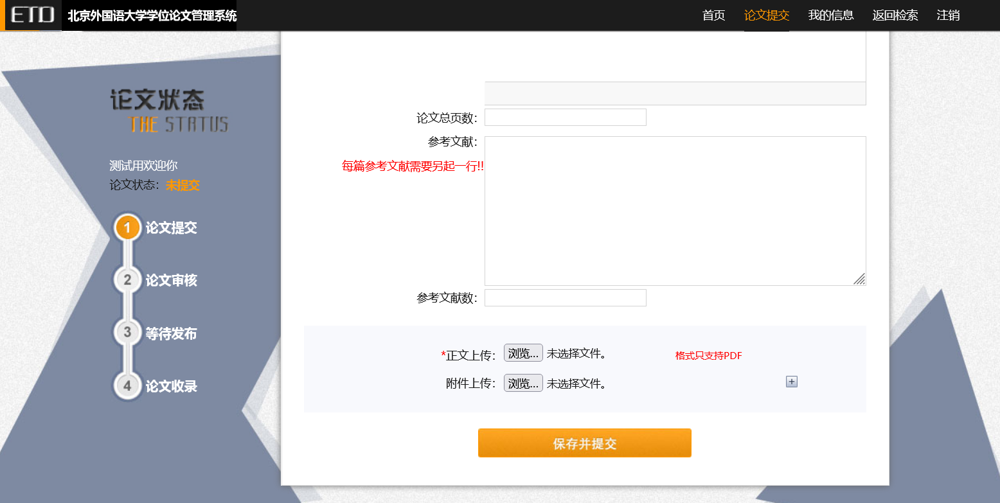 ETD 北京外国语大学学位论文管理系统 首页 论文提交 我的信息 返回检索 注销
论文状态
THE STATUS
测试用欢迎你
论文状态：未提交
1 论文提交
2 论文审核
3 等待发布
4 论文收录
论文总页数：
参考文献：
每篇参考文献需要另起一行!!
参考文献数：
*正文上传： 浏览... 未选择文件。 格式只支持PDF
附件上传： 浏览... 未选择文件。 +
保存并提交